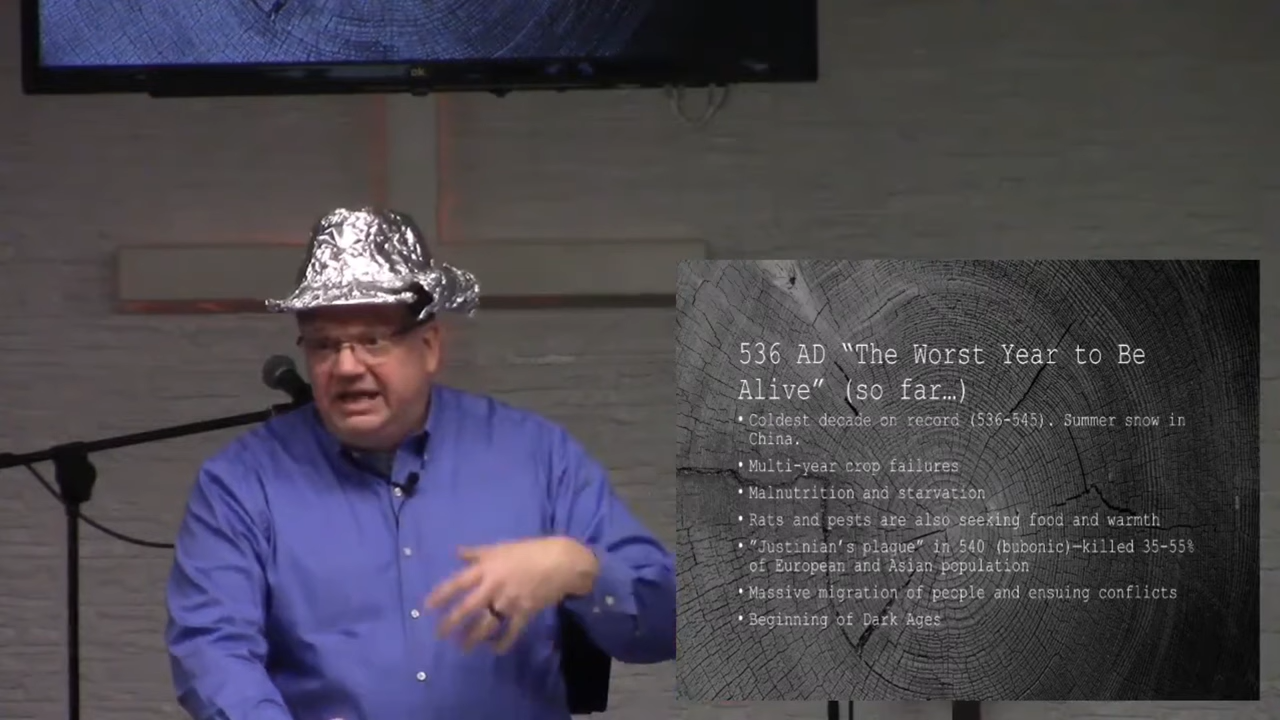 536 AD “The Worst Year to Be
Alive” (so far…)
•Coldest decade on record (536-545). Summer snow in
China.
•Multi-year crop failures
•Malnutrition and starvation
•Rats and pests are also seeking food and warmth
•”Justinian’s plague” in 540 (bubonic)—killed 35-55%
of European and Asian population
•Massive migration of people and ensuing conflicts
•Beginning of Dark Ages